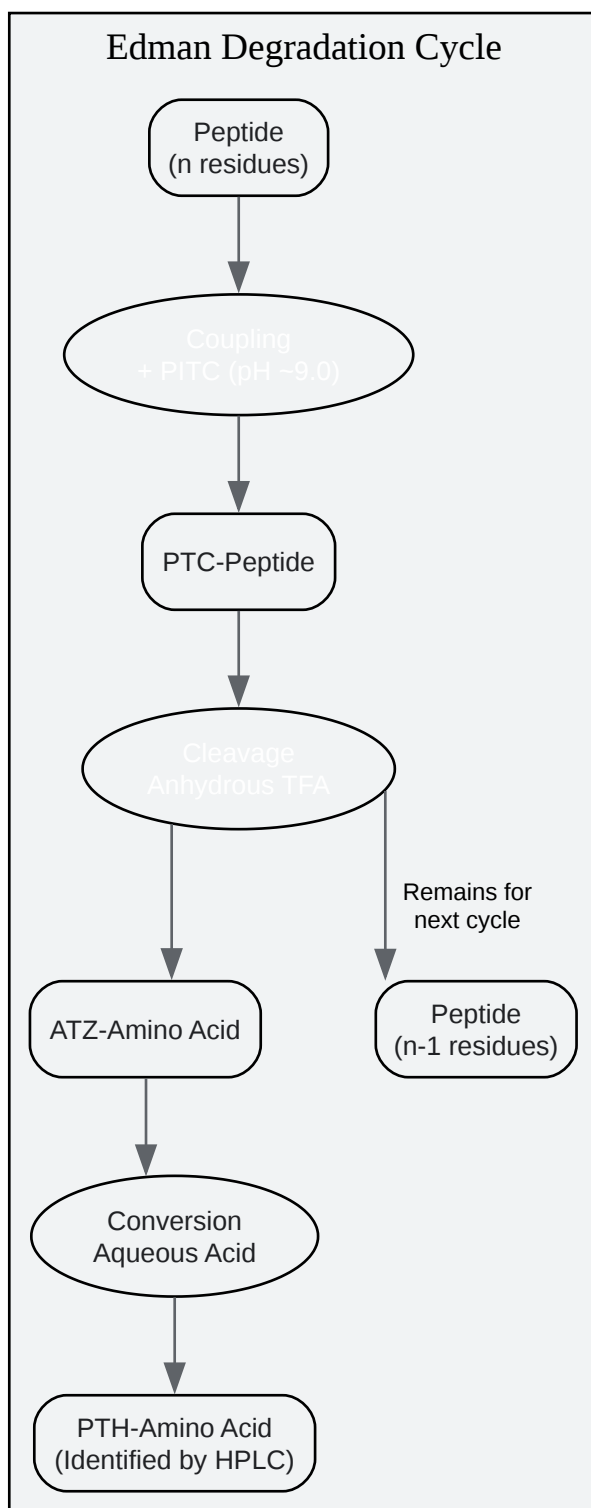 Edman Degradation Cycle
Peptide
(n residues)
Coupling
+ PITC (pH ~9.0)
PTC-Peptide
Cleavage
Anhydrous TFA
Remains for
next cycle
ATZ-Amino Acid
Peptide
(n-1 residues)
Conversion
Aqueous Acid
PTH-Amino Acid
(Identified by HPLC)